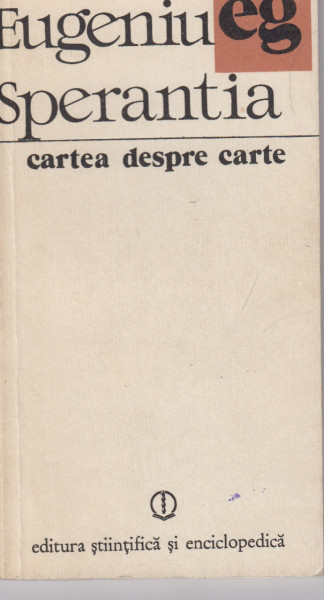 Eugeniu
eg
Sperantia
cartea despre carte
editura științifică și enciclopedică